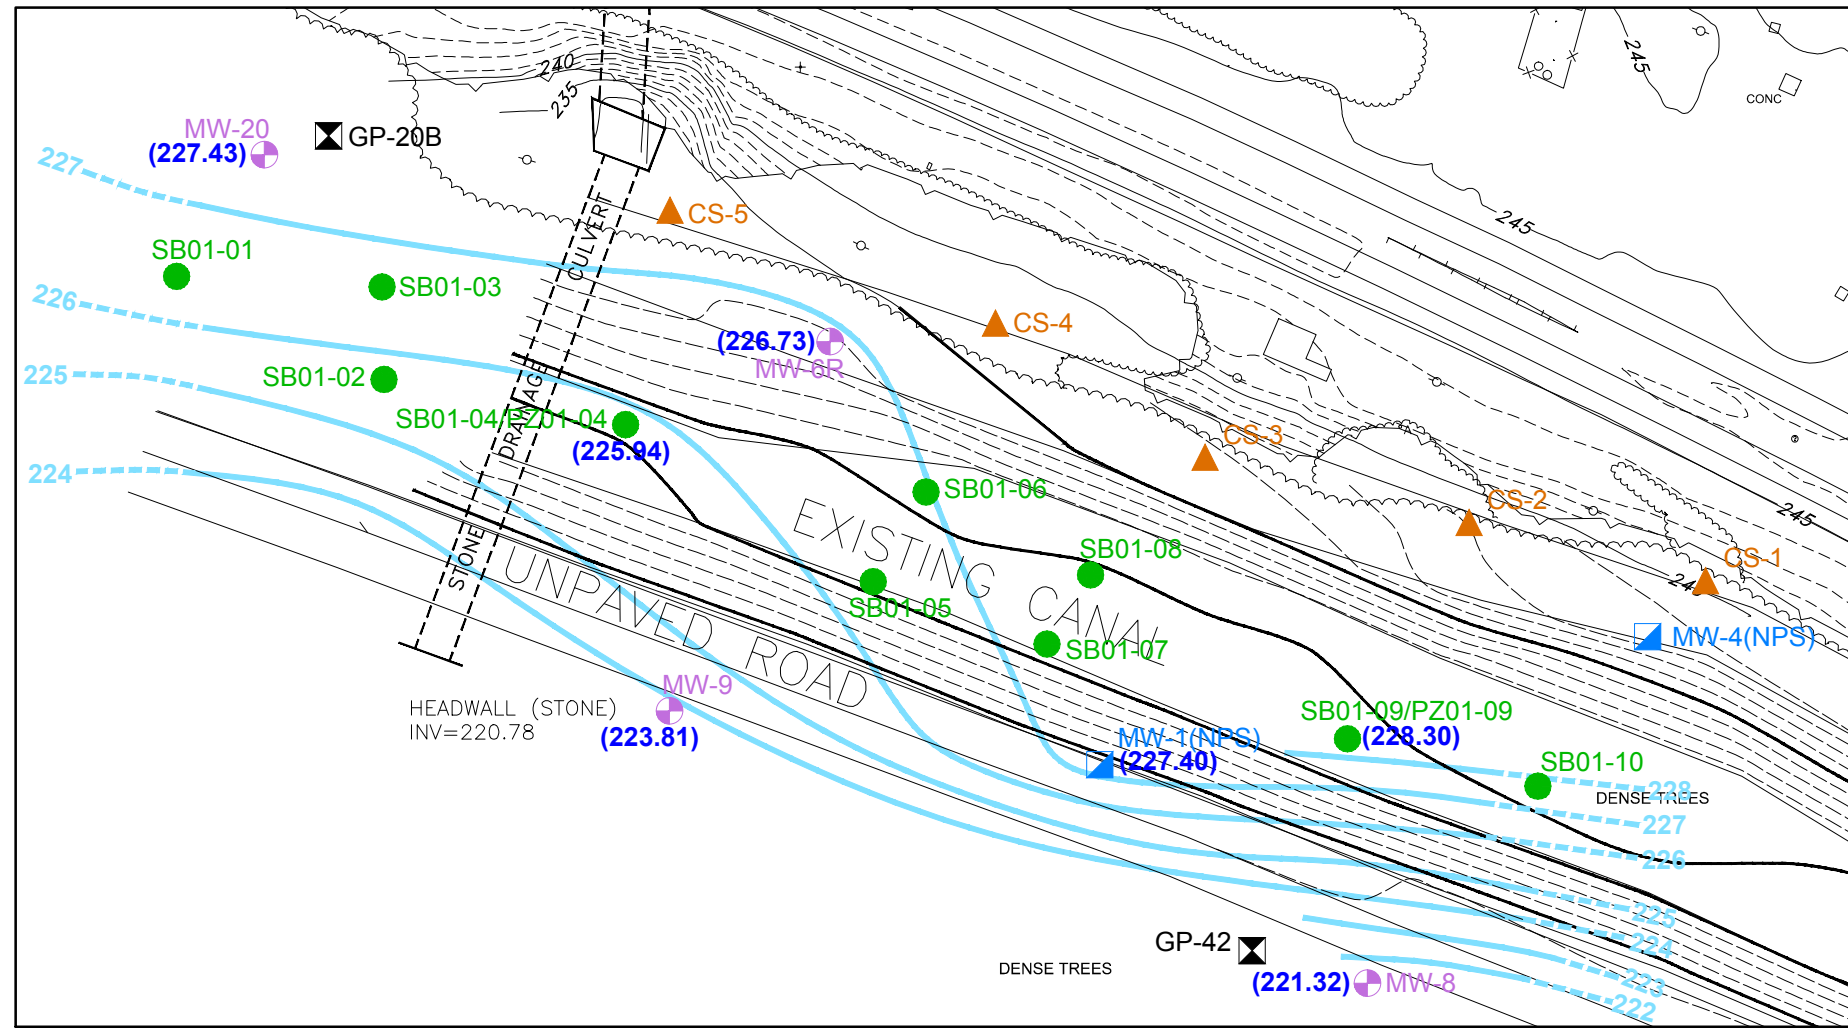 240
235
245
CONC
MW-20
(227.43)
GP-20B
227
CS-5
245
CULVERT
SB01-01
SB01-03
226
CS-4
(226.73)
MW-6R
225
SB01-02
DRAINAGE
SB01-04/PZ01-04
(225.94)
CS-3
224
SB01-06
CS-2
245
EXISTING CANAL
STONE
UNPAVED ROAD
SB01-08
CS-1
245
SB01-05
SB01-07
MW-4(NPS)
MW-9
(223.81)
HEADWALL (STONE)
INV=220.78
SB01-09/PZ01-09
(228.30)
MW-1(NPS)
(227.40)
SB01-10
228
DENSE TREES
227
226
225
224
GP-42
DENSE TREES
(221.32)
MW-8
223
222